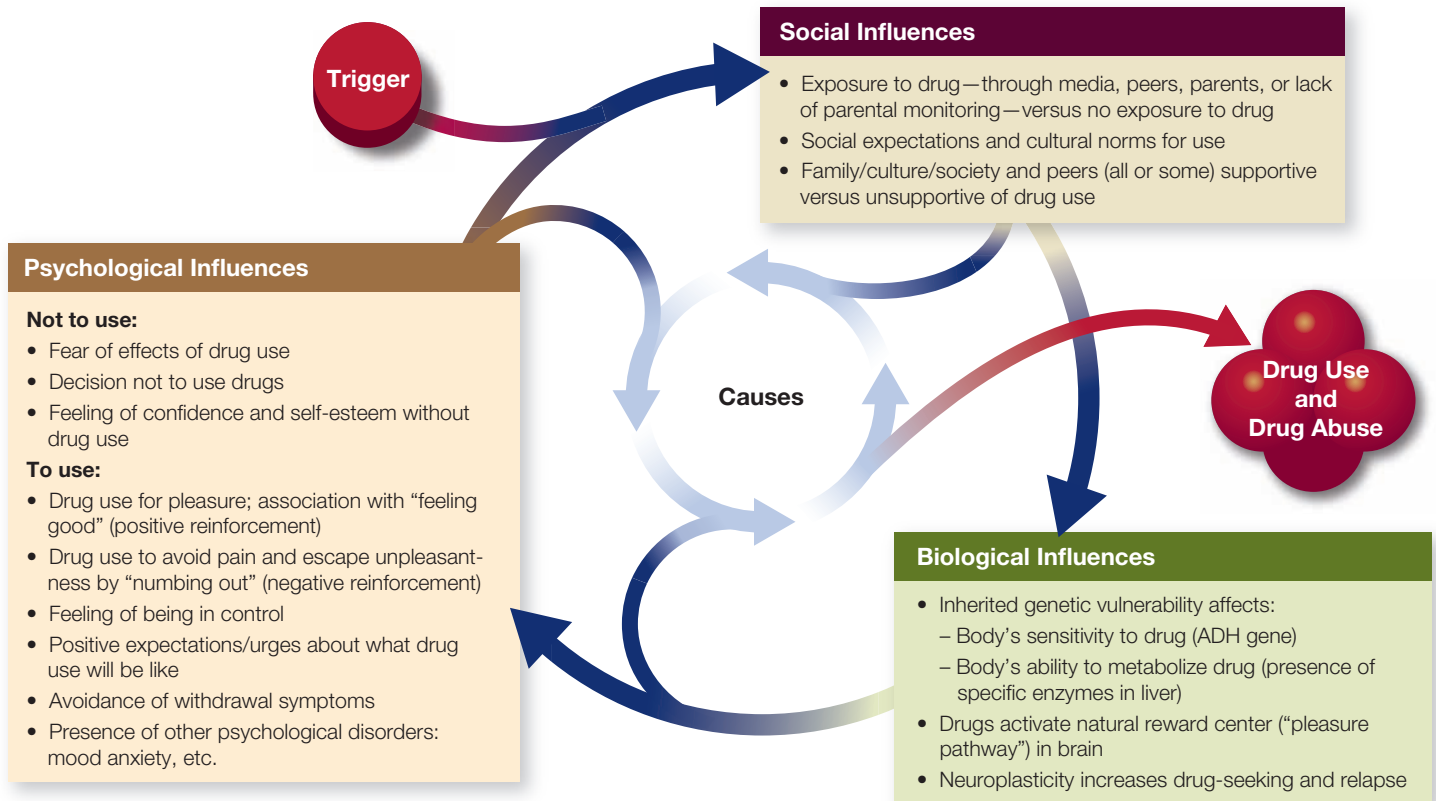 Trigger
Social Influences
• Exposure to drug—through media, peers, parents, or lack
of parental monitoring—versus no exposure to drug
• Social expectations and cultural norms for use
• Family/culture/society and peers (all or some) supportive
versus unsupportive of drug use
Psychological Influences
Not to use:
• Fear of effects of drug use
• Decision not to use drugs
• Feeling of confidence and self-esteem without
drug use
To use:
• Drug use for pleasure; association with “feeling
good” (positive reinforcement)
• Drug use to avoid pain and escape unpleasant-
ness by “numbing out” (negative reinforcement)
• Feeling of being in control
• Positive expectations/urges about what drug
use will be like
• Avoidance of withdrawal symptoms
• Presence of other psychological disorders:
mood anxiety, etc.
Causes
Drug Use
and
Drug Abuse
Biological Influences
• Inherited genetic vulnerability affects:
– Body’s sensitivity to drug (ADH gene)
– Body’s ability to metabolize drug (presence of
specific enzymes in liver)
• Drugs activate natural reward center (“pleasure
pathway”) in brain
• Neuroplasticity increases drug-seeking and relapse